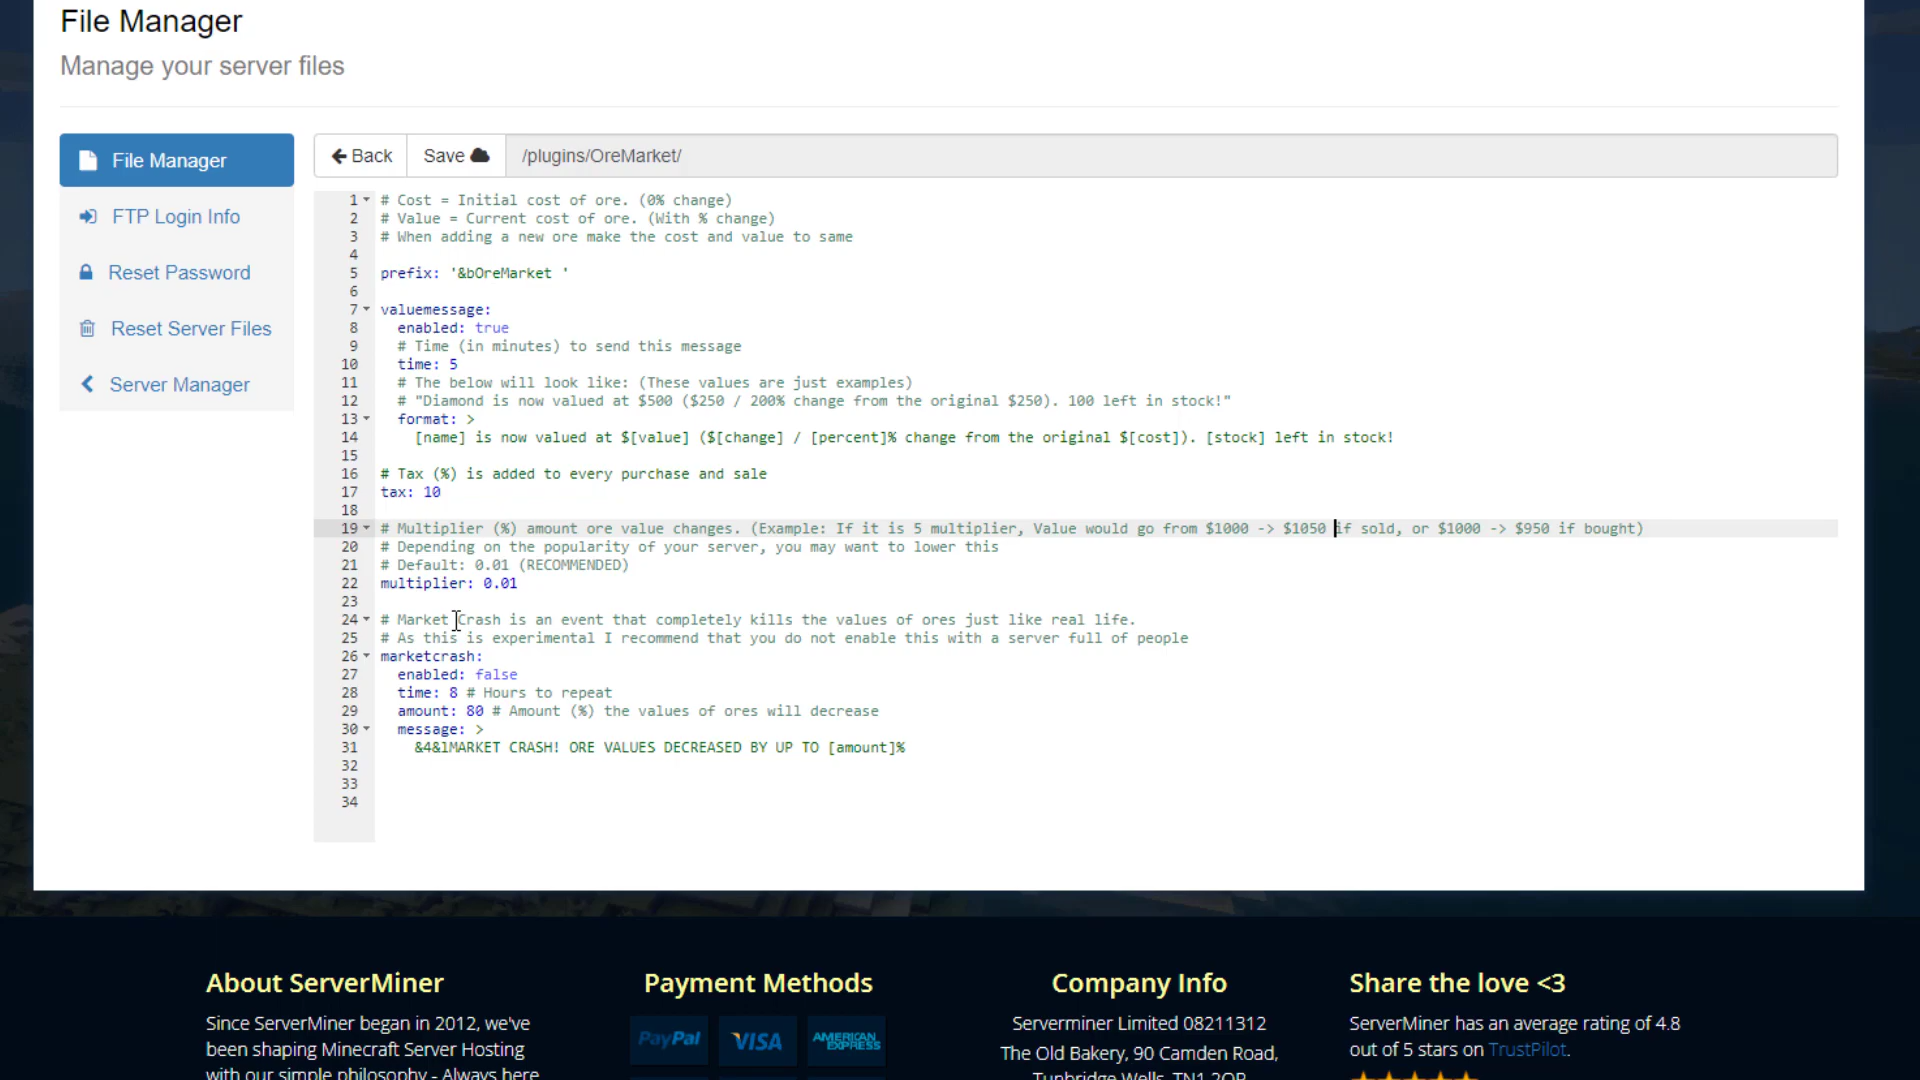 File Manager
Manage your server files
File Manager
FTP Login Info
Reset Password
Reset Server Files
Server Manager
Back Save /plugins/OreMarket/
1 # Cost = Initial cost of ore. (0% change)
2 # Value = Current cost of ore. (With % change)
3 # When adding a new ore make the cost and value to same
4
5 prefix: '&bOreMarket '
6
7 valuemessage:
8 enabled: true
9 # Time (in minutes) to send this message
10 time: 5
11 # The below will look like: (These values are just examples)
12 # "Diamond is now valued at $500 ($250 / 200% change from the original $250). 100 left in stock!"
13 format: >
14 [name] is now valued at $[value] ($[change] / [percent]% change from the original $[cost]). [stock] left in stock!
15
16 # Tax (%) is added to every purchase and sale
17 tax: 10
18
19 # Multiplier (%) amount ore value changes. (Example: If it is 5 multiplier, Value would go from $1000 -> $1050 if sold, or $1000 -> $950 if bought)
20 # Depending on the popularity of your server, you may want to lower this
21 # Default: 0.01 (RECOMMENDED)
22 multiplier: 0.01
23
24 # Market Crash is an event that completely kills the values of ores just like real life.
25 # As this is experimental I recommend that you do not enable this with a server full of people
26 marketcrash:
27 enabled: false
28 time: 8 # Hours to repeat
29 amount: 80 # Amount (%) the values of ores will decrease
30 message: >
31 &4&lMARKET CRASH! ORE VALUES DECREASED BY UP TO [amount]%
32
33
34
About ServerMiner
Since ServerMiner began in 2012, we've
been shaping Minecraft Server Hosting
with our simple philosophy - Always here
Payment Methods
PayPal VISA AMERICAN EXPRESS
Company Info
Serverminer Limited 08211312
The Old Bakery, 90 Camden Road,
Tunbridge Wells, TN1 2QP
Share the love <3
ServerMiner has an average rating of 4.8
out of 5 stars on TrustPilot.